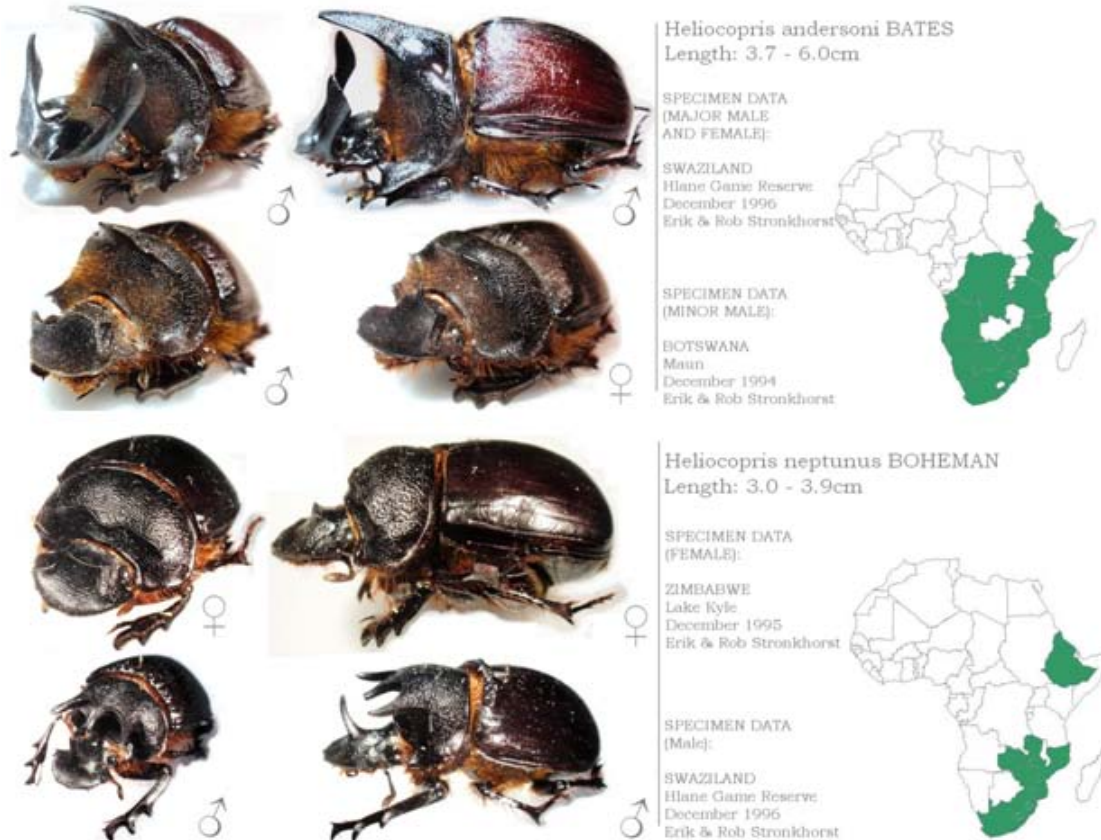 Heliocopris andersoni BATES
Length: 3.7 - 6.0cm
SPECIMEN DATA
(MAJOR MALE
AND FEMALE):
SWAZILAND
Hlane Game Reserve
December 1996
Erik & Rob Stronkhorst
SPECIMEN DATA
(MINOR MALE):
BOTSWANA
Maun
December 1994
Erik & Rob Stronkhorst
♂
♂
♂
♀
Heliocopris neptunus BOHEMAN
Length: 3.0 - 3.9cm
SPECIMEN DATA
(FEMALE):
ZIMBABWE
Lake Kyle
December 1995
Erik & Rob Stronkhorst
SPECIMEN DATA
(Male):
SWAZILAND
Hlane Game Reserve
December 1996
Erik & Rob Stronkhorst
♀
♀
♂
♂